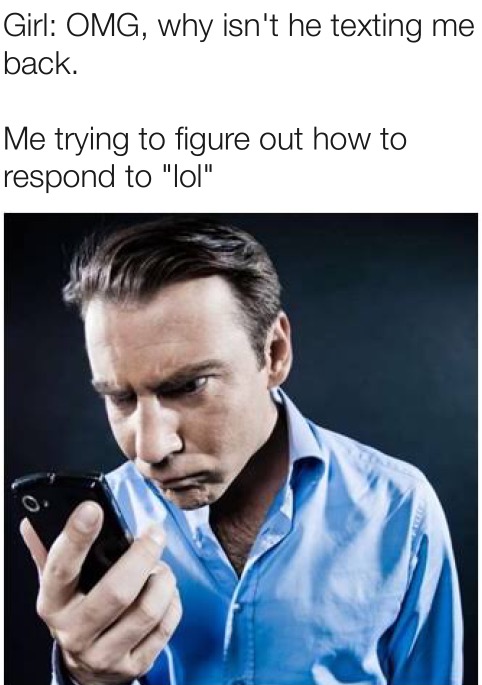 Girl: OMG, why isn't he texting me
back.
Me trying to figure out how to
respond to "lol"